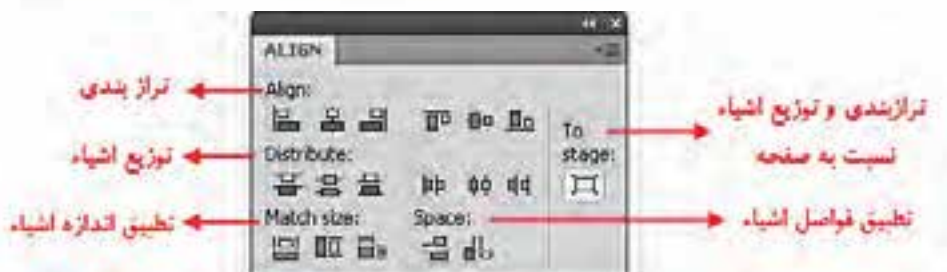 ALIGN
Align:
تراز بندی
To
stage:
ترازبندی و توزیع اشیاء
نسبت به صفحه
Distribute:
توزیع اشیاء
Match size:
تطبیق اندازه اشیاء
Space:
تطبیق فواصل اشیاء